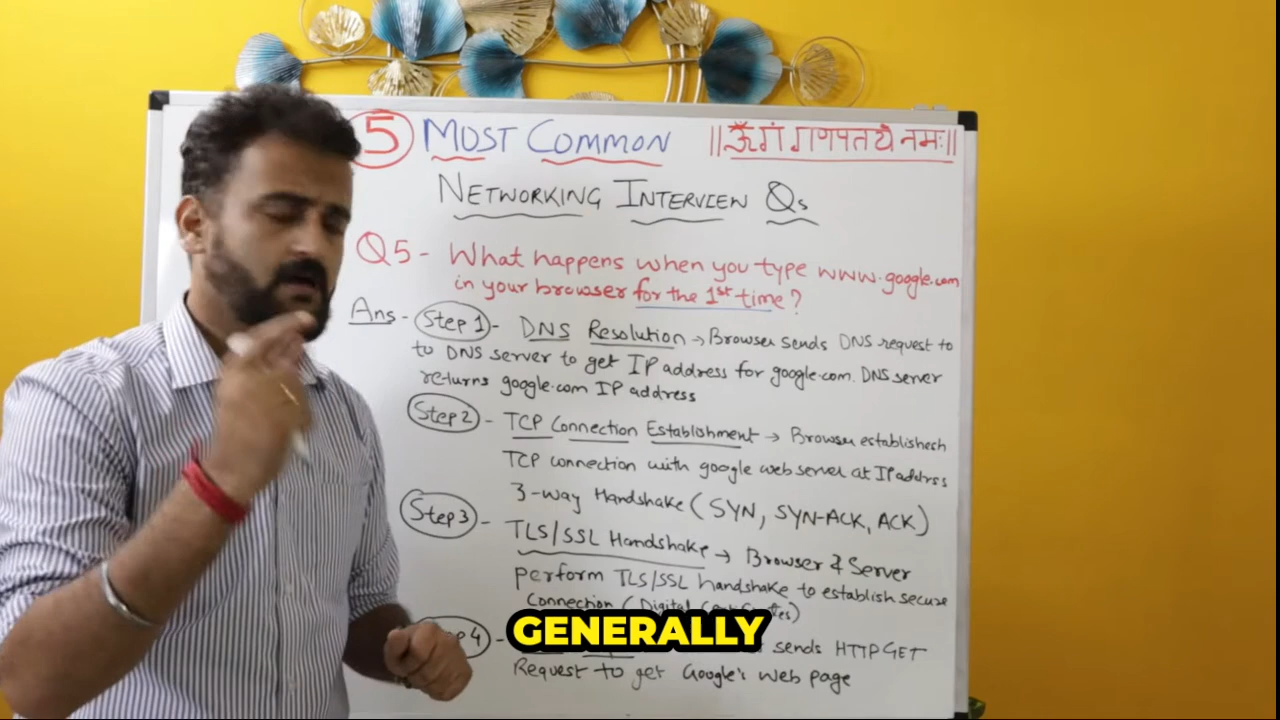 5 MOST COMMON
||ॐ गं गणपतये नमः||
NETWORKING INTERVIEW Qs
Q5 - What happens when you type www.google.com
in your browser for the 1st time?
Ans - Step 1 - DNS Resolution → Browser sends DNS request to
to DNS server to get IP address for google.com. DNS server
returns google.com IP address
Step 2 - TCP Connection Establishment → Browser establishesh
TCP connection with google web server at IP address
3-way Handshake (SYN, SYN-ACK, ACK)
Step 3 - TLS/SSL Handshake → Browser & Server
perform TLS/SSL handshake to establish secure
Connection (Digital
GENERALLY
4 - sends HTTP GET
Request to get Google's Web page